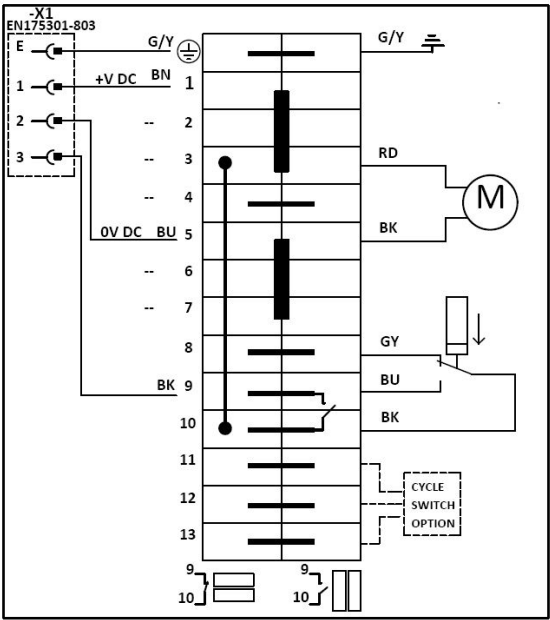 -X1
EN175301-803
E G/Y G/Y
1 +V DC BN 1
2 -- 2
3 -- 3 RD
-- 4 M
0V DC BU 5 BK
-- 6
-- 7
8 GY
BK 9 BU
10 BK
11
CYCLE
12 SWITCH
OPTION
13
9 9
10 10